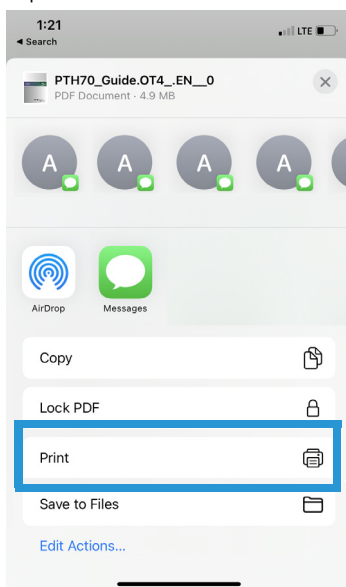 1:21
LTE
◄ Search
PTH70_Guide.OT4_.EN__0
PDF Document · 4.9 MB
A A A A
AirDrop Messages
Copy
Lock PDF
Print
Save to Files
Edit Actions...